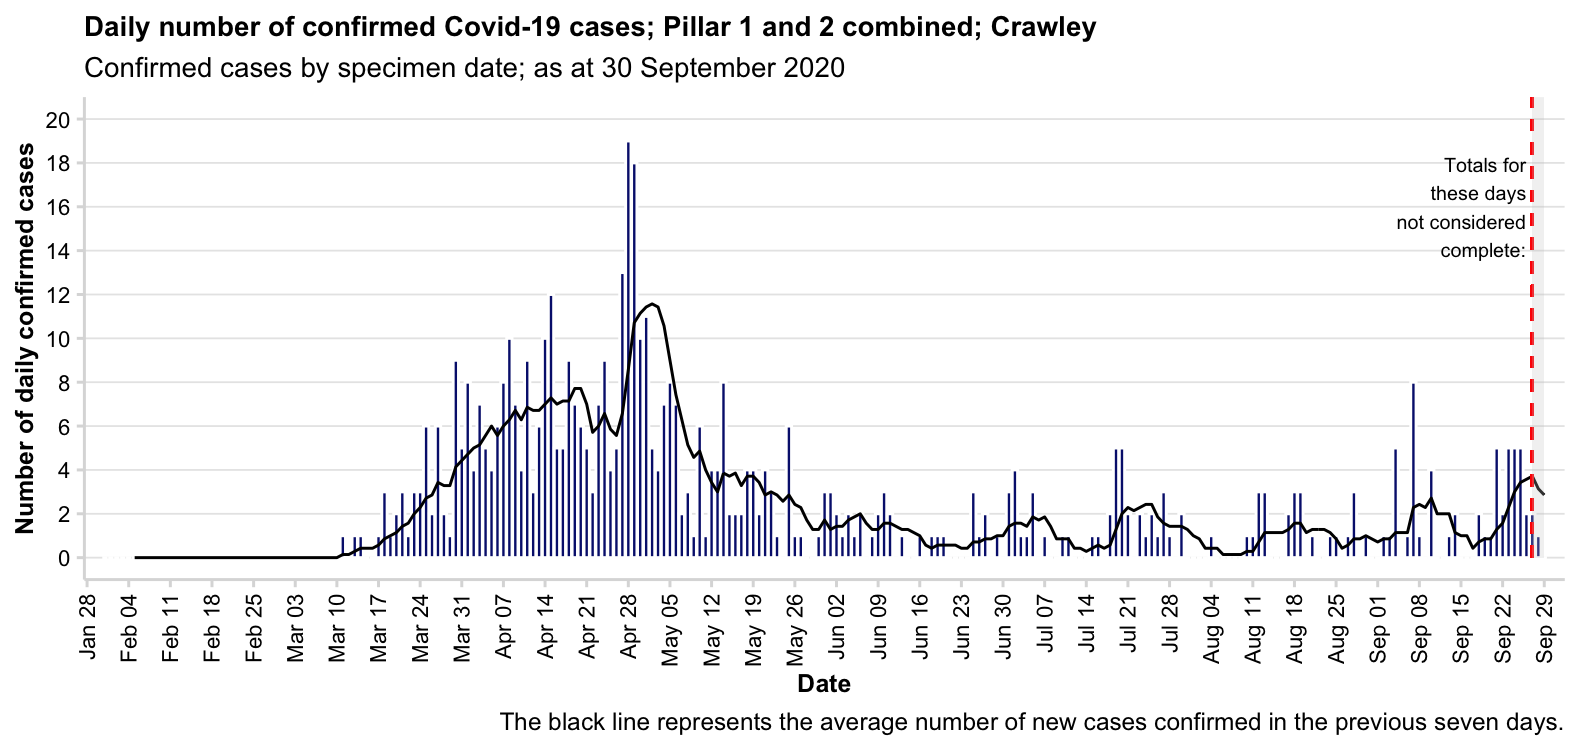 Daily number of confirmed Covid-19 cases; Pillar 1 and 2 combined; Crawley
Confirmed cases by specimen date; as at 30 September 2020
Number of daily confirmed cases
20
18
16
14
12
10
8
6
4
2
0
Totals for
these days
not considered
complete:
Jan 28
Feb 04
Feb 11
Feb 18
Feb 25
Mar 03
Mar 10
Mar 17
Mar 24
Mar 31
Apr 07
Apr 14
Apr 21
Apr 28
May 05
May 12
May 19
May 26
Jun 02
Jun 09
Jun 16
Jun 23
Jun 30
Jul 07
Jul 14
Jul 21
Jul 28
Aug 04
Aug 11
Aug 18
Aug 25
Sep 01
Sep 08
Sep 15
Sep 22
Sep 29
Date
The black line represents the average number of new cases confirmed in the previous seven days.